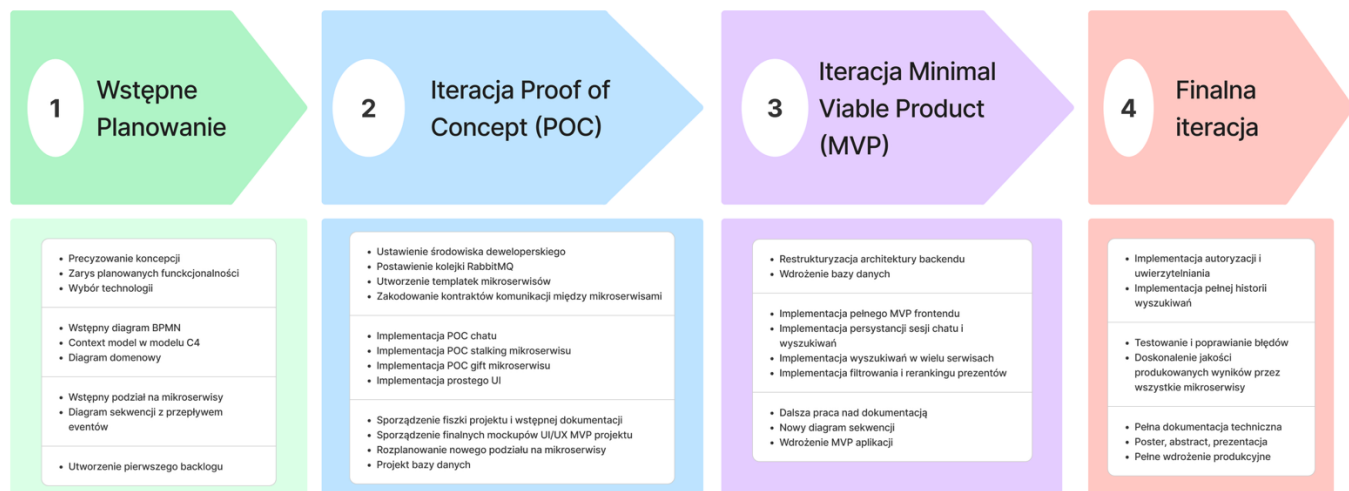 1
Wstępne
Planowanie
2
Iteracja Proof of
Concept (POC)
3
Iteracja Minimal
Viable Product
(MVP)
4
Finalna
iteracja
• Precyzowanie koncepcji
• Zarys planowanych funkckjonalności
• Wybór technologii
• Wstępny diagram BPMN
• Context model w modelu C4
• Diagram domenowy
• Wstępny podział na mikroserwisy
• Diagram sekwencji z przepływem
eventów
• Utworzenie pierwszego backlogu
• Ustawienie środowiska deweloperskiego
• Postawienie kolejki RabbitMQ
• Utworzenie templatek mikroserwisów
• Zakodowanie kontraktów komunikacji między mikroserwisami
• Implementacja POC chatu
• Implementacja POC stalking mikroserwisu
• Implementacja POC gift mikroserwisu
• Implementacja prostego UI
• Sporządzenie fiszki projektu i wstępnej dokumentacji
• Sporządzenie finalnych mockupów UI/UX MVP projektu
• Rozplanowanie nowego podziału na mikroserwisy
• Projekt bazy danych
• Restrukturyzacja architektury backendu
• Wdrożenie bazy danych
• Implementacja pełnego MVP frontendu
• Implementacja persystancji sesji chatu i
wyszukiwań
• Implementacja wyszukiwań w wielu serwisach
• Implementacja filtrowania i rerankingu prezentów
• Dalsza praca nad dokumentacją
• Nowy diagram sekwencji
• Wdrożenie MVP aplikacji
• Implementacja autoryzacji i
uwierzytelniania
• Implementacja pełnej historii
wyszukiwań
• Testowanie i poprawianie błędów
• Doskonalenie jakości
produkowanych wyników przez
wszystkie mikroserwisy
• Pełna dokumentacja techniczna
• Poster, abstract, prezentacja
• Pełne wdrożenie produkcyjne